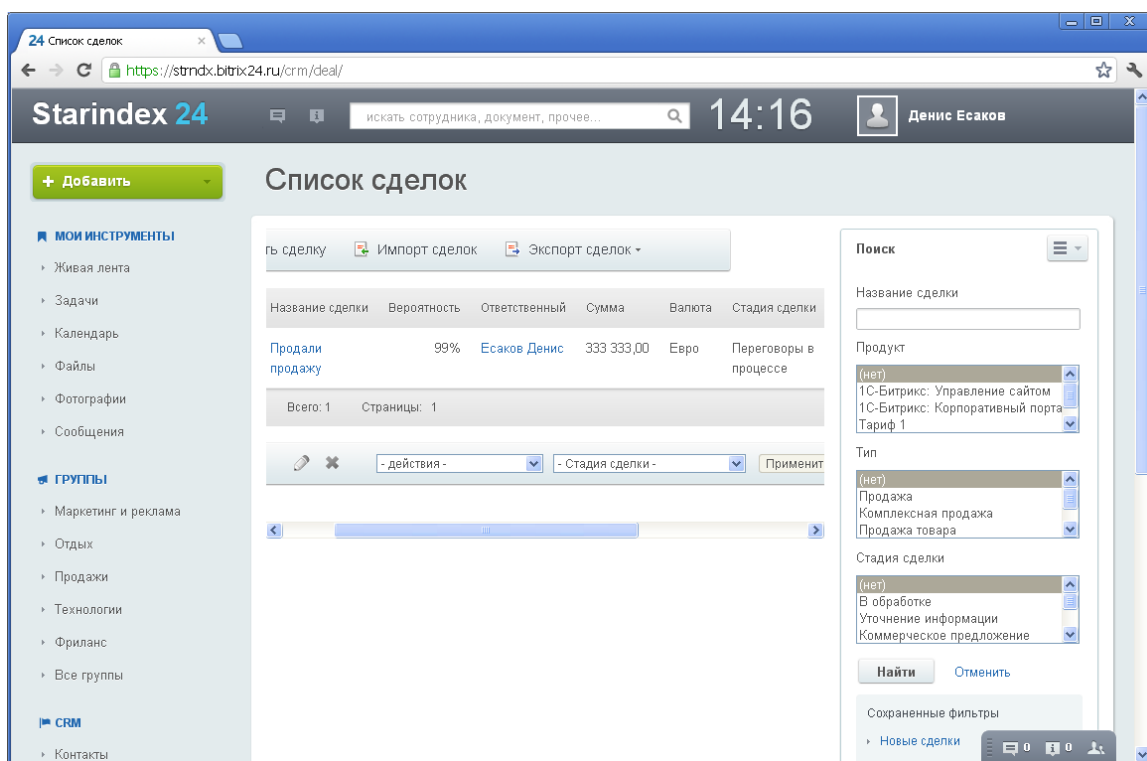 24 Список сделок
https://strndx.bitrix24.ru/crm/deal/
Starindex 24
искать сотрудника, документ, прочее...
14:16
Денис Есаков
+ Добавить
Список сделок
МОИ ИНСТРУМЕНТЫ
Живая лента
Задачи
Календарь
Файлы
Фотографии
Сообщения
ГРУППЫ
Маркетинг и реклама
Отдых
Продажи
Технологии
Фриланс
Все группы
CRM
Контакты
ть сделку Импорт сделок Экспорт сделок
Название сделки Вероятность Ответственный Сумма Валюта Стадия сделки
Продали 99% Есаков Денис 333 333,00 Евро Переговоры в
продажу процессе
Всего: 1 Страницы: 1
- действия - - Стадия сделки - Применит
Поиск
Название сделки
Продукт
(нет)
1С-Битрикс: Управление сайтом
1С-Битрикс: Корпоративный порта
Тариф 1
Тип
(нет)
Продажа
Комплексная продажа
Продажа товара
Стадия сделки
(нет)
В обработке
Уточнение информации
Коммерческое предложение
Найти Отменить
Сохраненные фильтры
Новые сделки
0 0